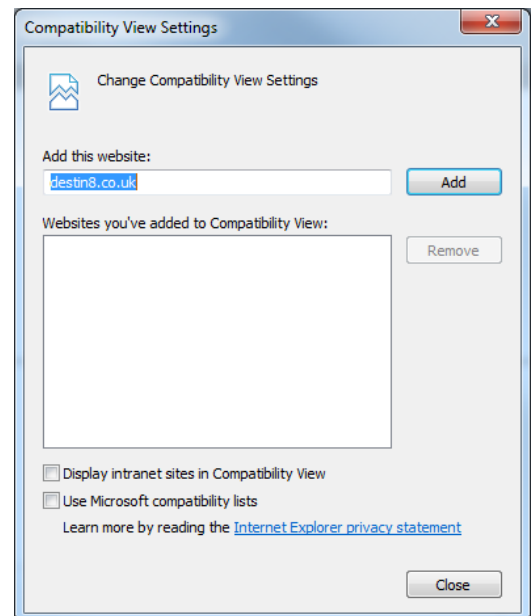 Compatibility View Settings
Change Compatibility View Settings
Add this website:
destin8.co.uk
Add
Websites you've added to Compatibility View:
Remove
Display intranet sites in Compatibility View
Use Microsoft compatibility lists
Learn more by reading the Internet Explorer privacy statement
Close